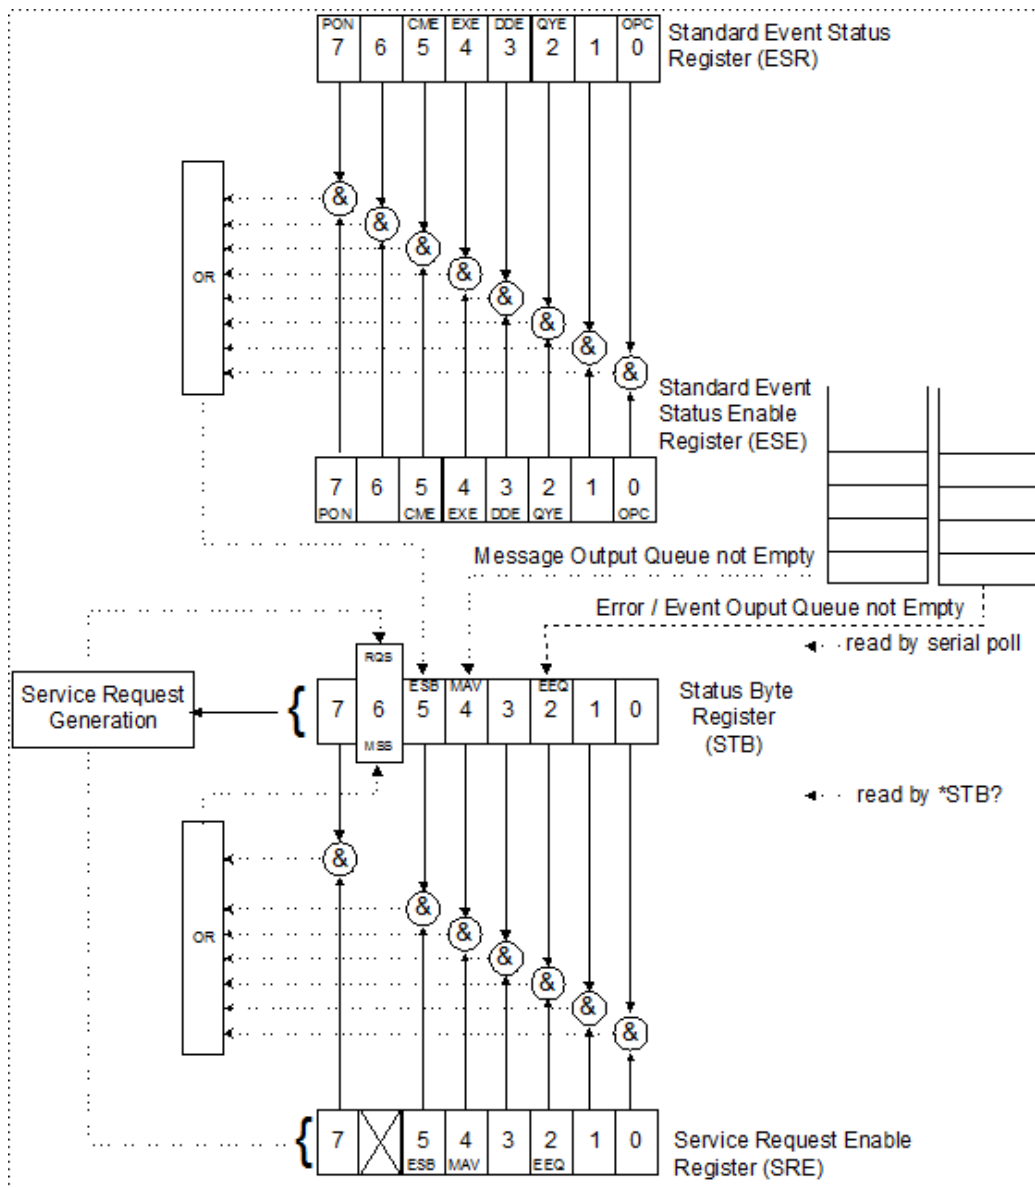 PON CME EXE DDE QYE OPC
7 6 5 4 3 2 1 0
Standard Event Status
Register (ESR)
&
&
&
&
&
&
&
&
OR
Standard Event
Status Enable
Register (ESE)
7 6 5 4 3 2 1 0
PON CME EXE DDE QYE OPC
Message Output Queue not Empty
Error / Event Ouput Queue not Empty
read by serial poll
RQS
ESB MAV EEQ
Service Request
Generation
{
7 6 5 4 3 2 1 0
MSS
Status Byte
Register
(STB)
read by *STB?
&
&
&
&
&
&
&
OR
{
7 5 4 3 2 1 0
ESB MAV EEQ
Service Request Enable
Register (SRE)